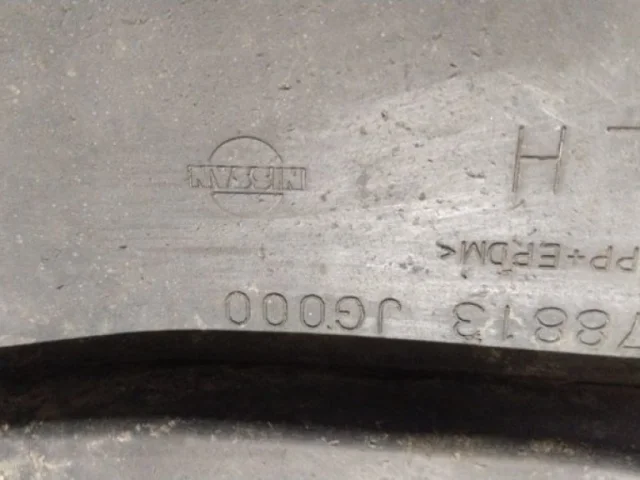 78813 JG000
PP+EPDM<
H
NISSAN